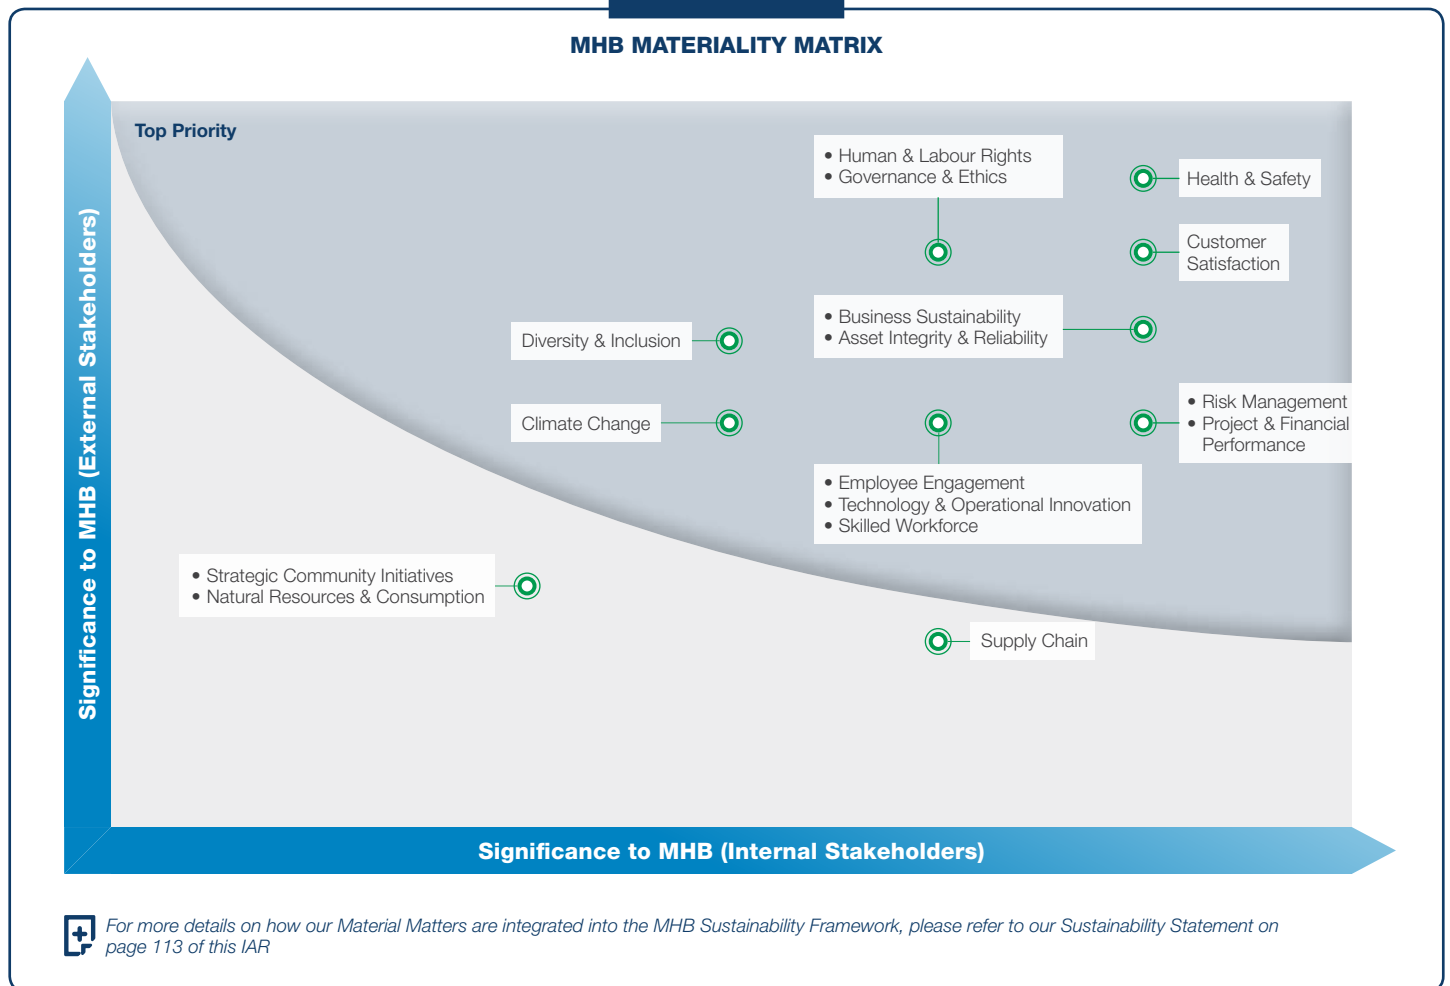 MHB MATERIALITY MATRIX
Top Priority
• Human & Labour Rights
• Governance & Ethics
Health & Safety
Customer
Satisfaction
• Business Sustainability
• Asset Integrity & Reliability
Diversity & Inclusion
Climate Change
• Risk Management
• Project & Financial
Performance
• Employee Engagement
• Technology & Operational Innovation
• Skilled Workforce
• Strategic Community Initiatives
• Natural Resources & Consumption
Supply Chain
Significance to MHB (External Stakeholders)
Significance to MHB (Internal Stakeholders)
For more details on how our Material Matters are integrated into the MHB Sustainability Framework, please refer to our Sustainability Statement on
page 113 of this IAR